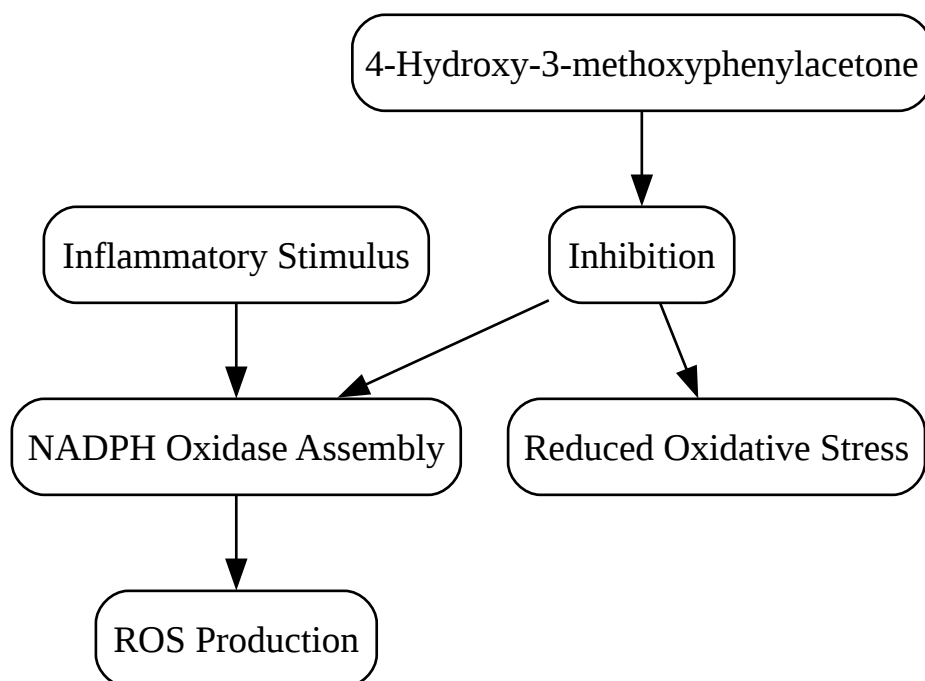 4-Hydroxy-3-methoxyphenylacetone
Inflammatory Stimulus
Inhibition
NADPH Oxidase Assembly
Reduced Oxidative Stress
ROS Production